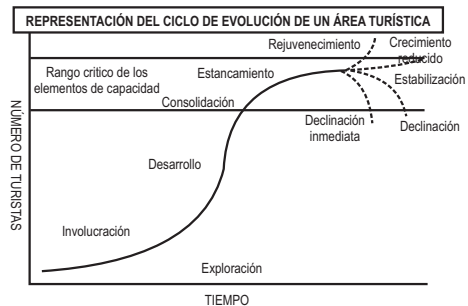 REPRESENTACIÓN DEL CICLO DE EVOLUCIÓN DE UN ÁREA TURÍSTICA
Rejuvenecimiento
Crecimiento
reducido
Rango critico de los
elementos de capacidad
Estancamiento
Estabilización
Consolidación
Declinación
inmediata
Declinación
Desarrollo
Involucración
Exploración
NÚMERO DE TURISTAS
TIEMPO